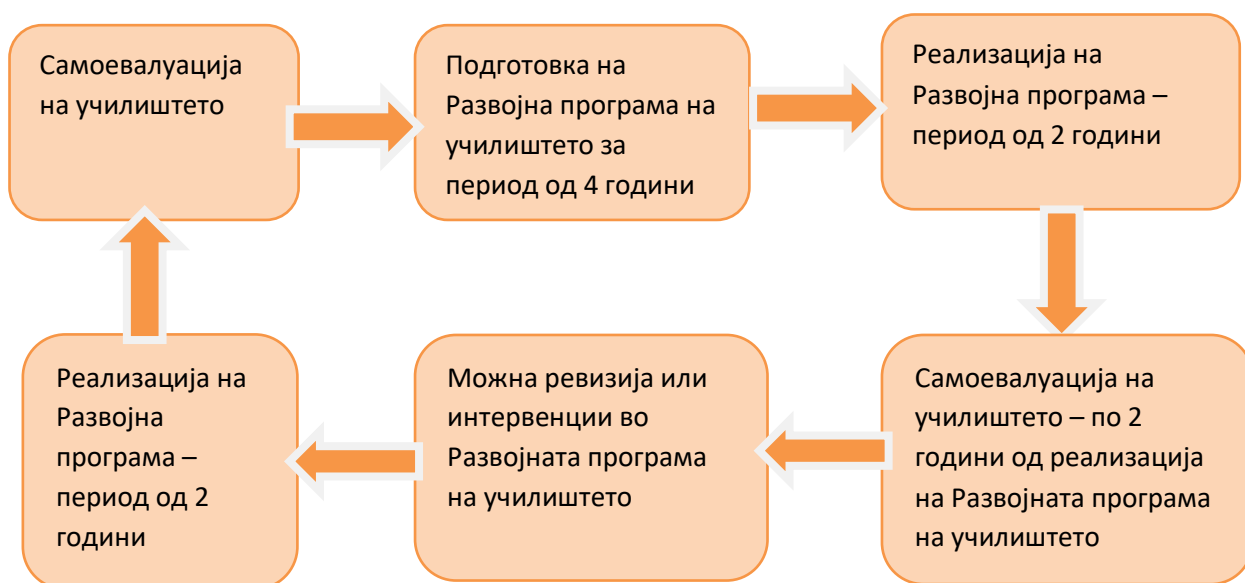 Самоевалуација
на училиштето
Подготовка на
Развојна програма на
училиштето за
период од 4 години
Реализација на
Развојна програма –
период од 2 години
Самоевалуација на
училиштето – по 2
години од реализација
на Развојната програма
на училиштето
Можна ревизија или
интервенции во
Развојната програма
на училиштето
Реализација на
Развојна
програма –
период од 2
години